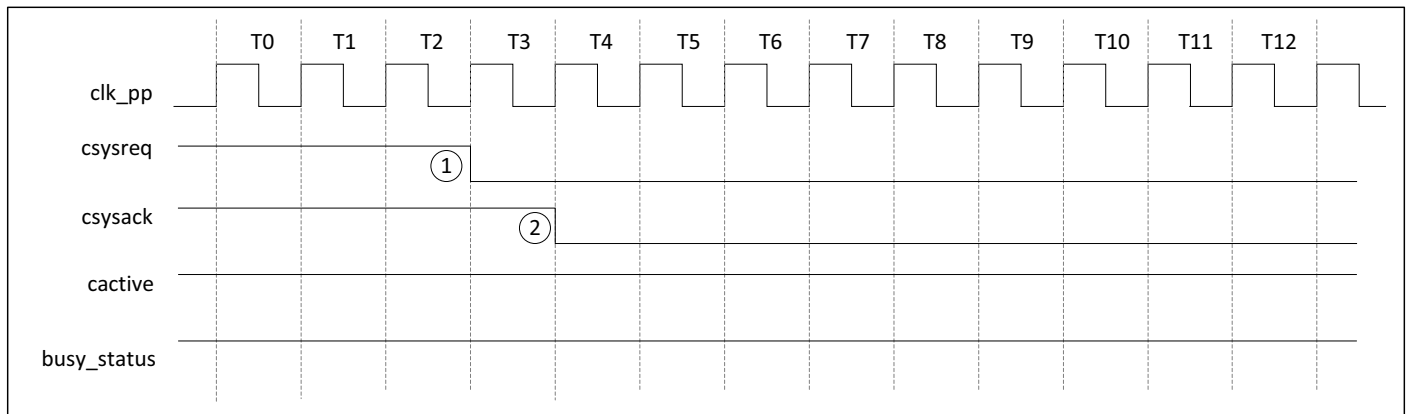 T0 T1 T2 T3 T4 T5 T6 T7 T8 T9 T10 T11 T12
clk_pp
csysreq
1
csysack
2
cactive
busy_status